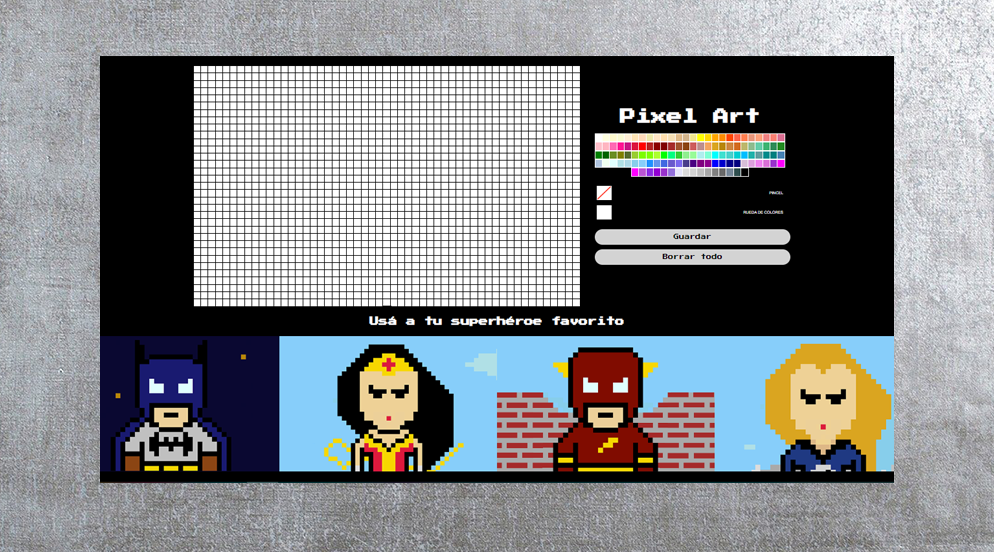 Pixel Art
PINCEL
RUEDA DE COLORES
Guardar
Borrar todo
Usá a tu superhéroe favorito